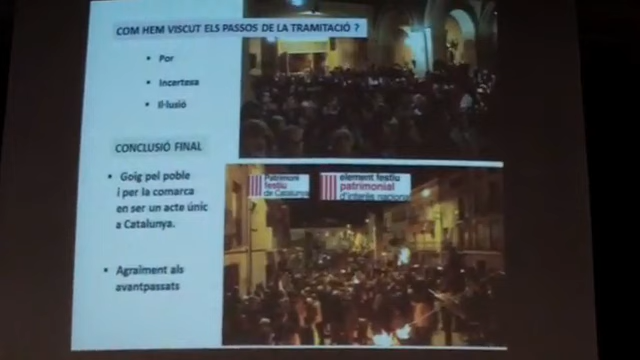 COM HEM VISCUT ELS PASSOS DE LA TRAMITACIÓ ?
• Por
• Incertesa
• Il·lusió
CONCLUSIÓ FINAL
• Goig pel poble
i per la comarca
en ser un acte únic
a Catalunya.
• Agraïment als
avantpassats
Patrimoni
festiu
de Catalunya
element festiu
patrimonial
d'interès nacional